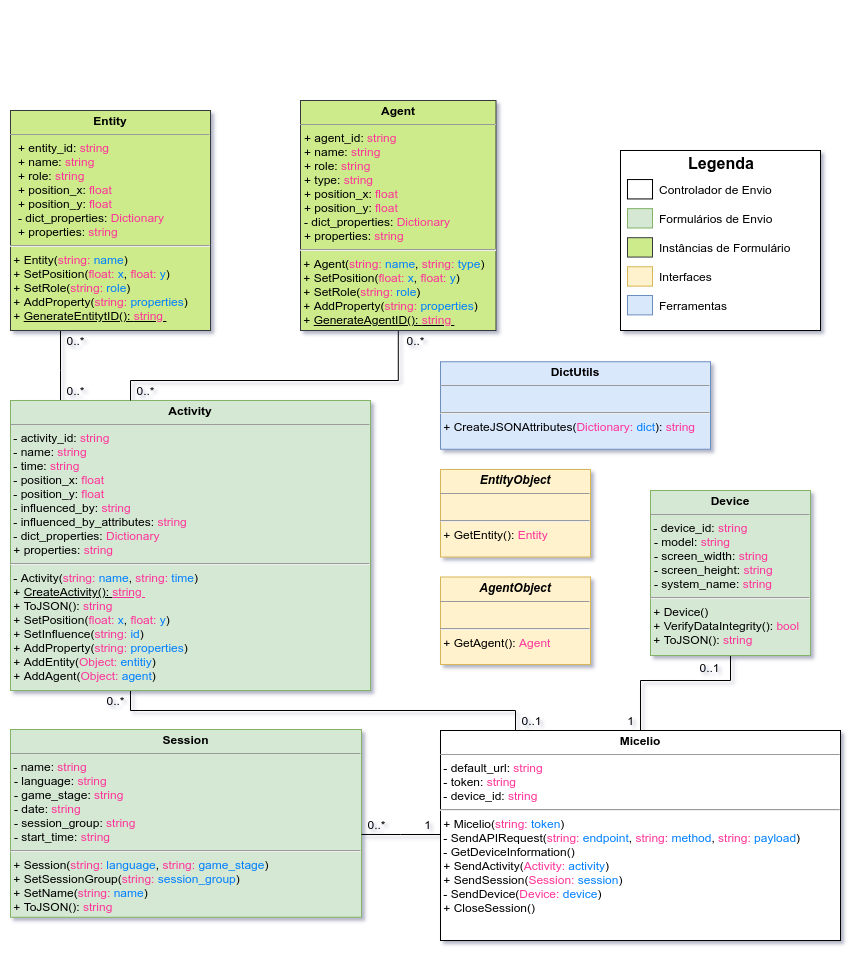 Entity
+ entity_id: string
+ name: string
+ role: string
+ position_x: float
+ position_y: float
- dict_properties: Dictionary
+ properties: string
+ Entity(string: name)
+ SetPosition(float: x, float: y)
+ SetRole(string: role)
+ AddProperty(string: properties)
+ GenerateEntitytID(): string
Agent
+ agent_id: string
+ name: string
+ role: string
+ type: string
+ position_x: float
+ position_y: float
- dict_properties: Dictionary
+ properties: string
+ Agent(string: name, string: type)
+ SetPosition(float: x, float: y)
+ SetRole(string: role)
+ AddProperty(string: properties)
+ GenerateAgentID(): string
Legenda
Controlador de Envio
Formulários de Envio
Instâncias de Formulário
Interfaces
Ferramentas
0..*
0..*
0..*
0..*
Activity
- activity_id: string
- name: string
- time: string
- position_x: float
- position_y: float
- influenced_by: string
- influenced_by_attributes: string
- dict_properties: Dictionary
+ properties: string
- Activity(string: name, string: time)
+ CreateActivity(): string
+ ToJSON(): string
+ SetPosition(float: x, float: y)
+ SetInfluence(string: id)
+ AddProperty(string: properties)
+ AddEntity(Object: entitiy)
+ AddAgent(Object: agent)
DictUtils
+ CreateJSONAttributes(Dictionary: dict): string
EntityObject
+ GetEntity(): Entity
AgentObject
+ GetAgent(): Agent
Device
- device_id: string
- model: string
- screen_width: string
- screen_height: string
- system_name: string
+ Device()
+ VerifyDataIntegrity(): bool
+ ToJSON(): string
0..1
0..*
0..1
1
Session
- name: string
- language: string
- game_stage: string
- date: string
- session_group: string
- start_time: string
+ Session(string: language, string: game_stage)
+ SetSessionGroup(string: session_group)
+ SetName(string: name)
+ ToJSON(): string
0..*
1
Micelio
- default_url: string
- token: string
- device_id: string
+ Micelio(string: token)
- SendAPIRequest(string: endpoint, string: method, string: payload)
- GetDeviceInformation()
+ SendActivity(Activity: activity)
+ SendSession(Session: session)
- SendDevice(Device: device)
+ CloseSession()